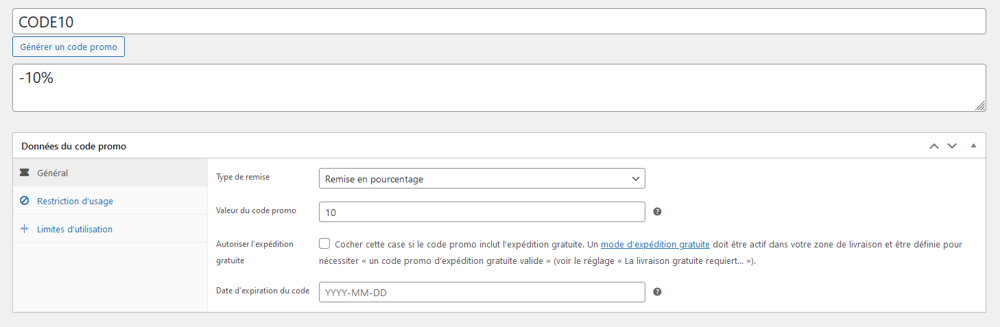 CODE10
Générer un code promo
-10%
Données du code promo
Général
Restriction d'usage
Limites d'utilisation
Type de remise
Remise en pourcentage
Valeur du code promo
10
Autoriser l'expédition
gratuite
Cocher cette case si le code promo inclut l'expédition gratuite. Un mode d'expédition gratuite doit être actif dans votre zone de livraison et être définie pour
nécessiter « un code promo d'expédition gratuite valide » (voir le réglage « La livraison gratuite requiert... »).
Date d'expiration du code
YYYY-MM-DD